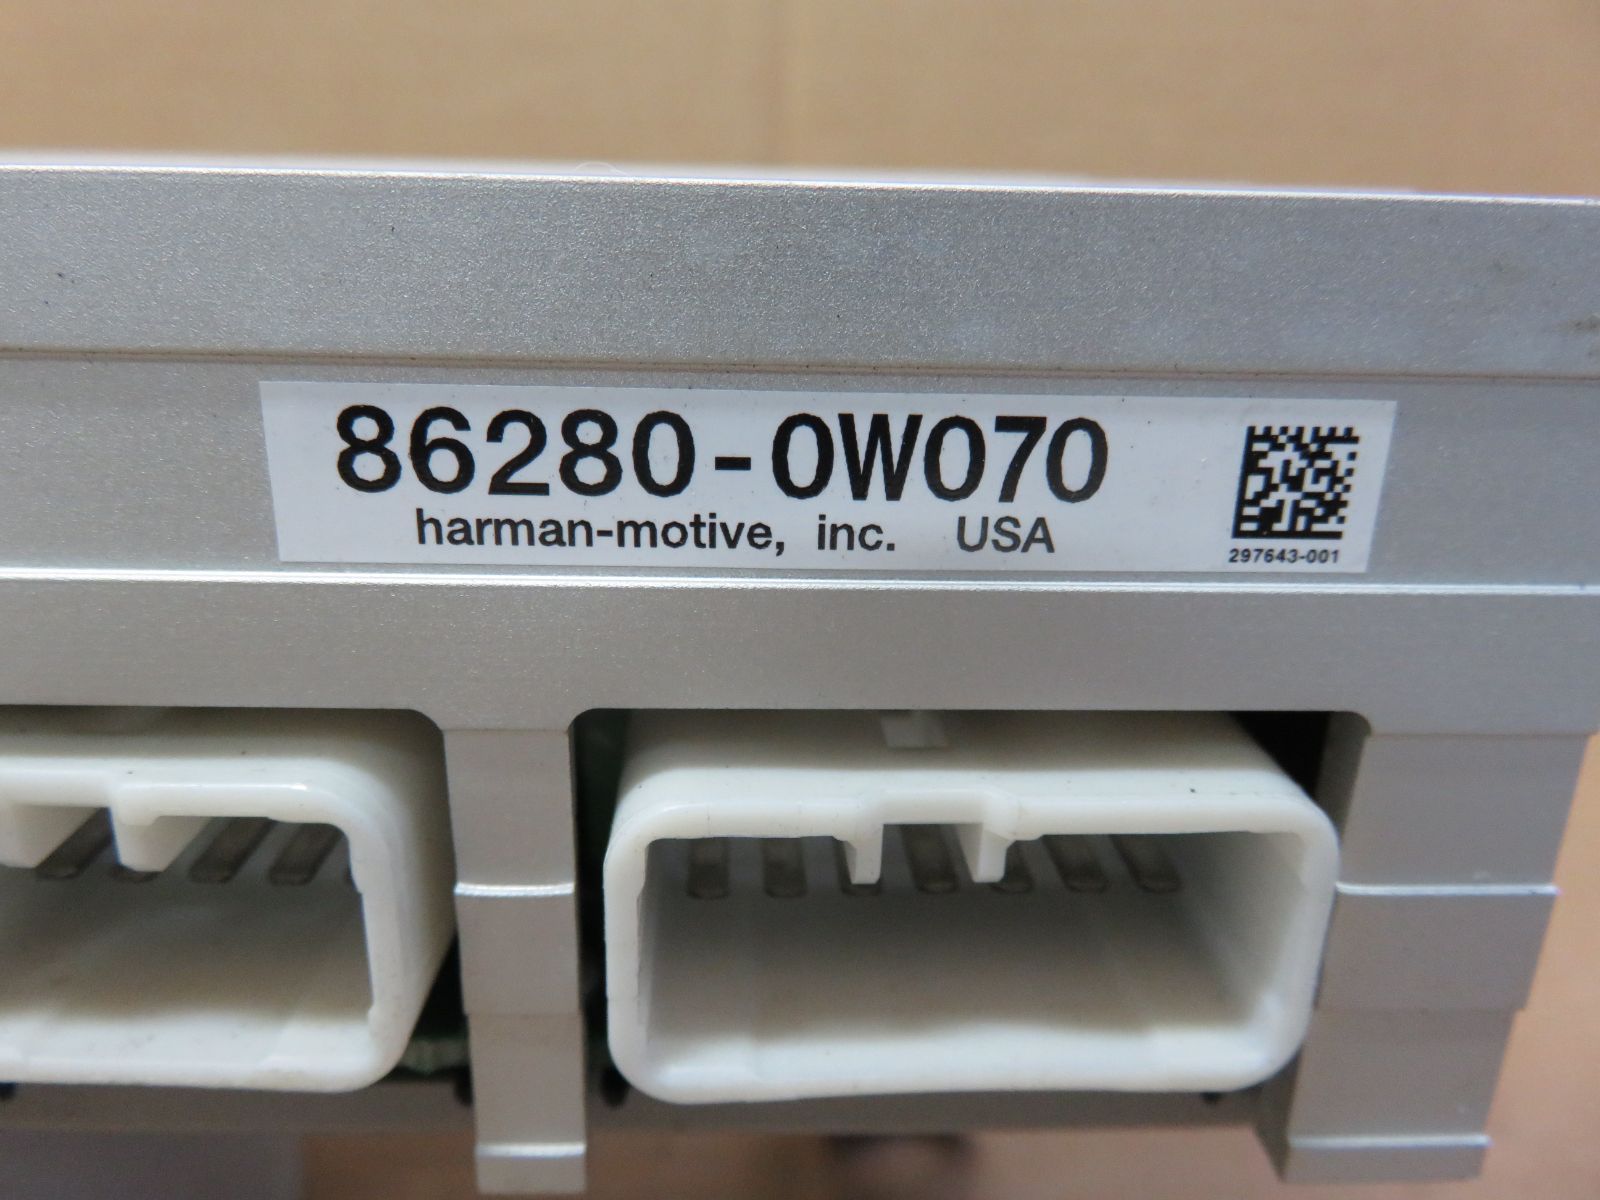 86280-0W070
harman-motive, inc. USA
297643-001